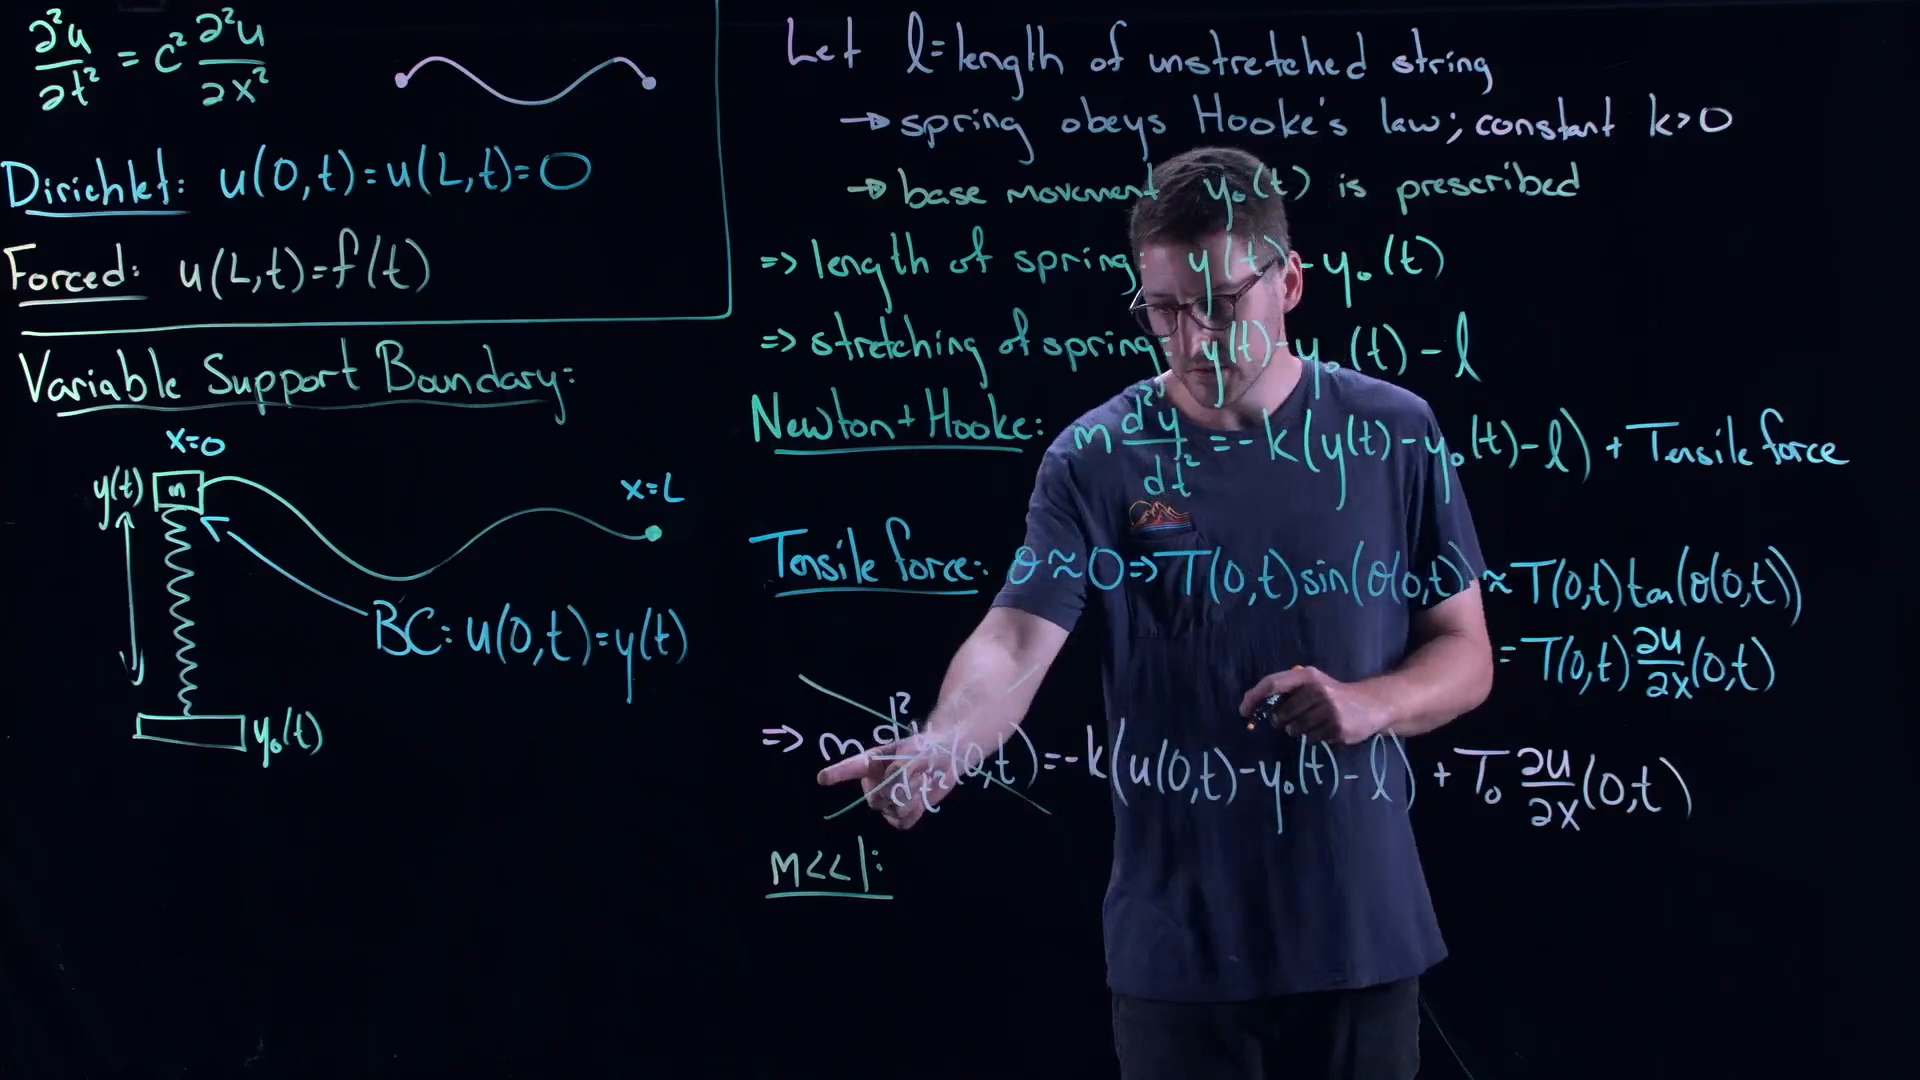 ∂²u/∂t² = c² ∂²u/∂x²
Dirichlet: u(0,t)=u(L,t)=0
Forced: u(L,t)=f(t)
Variable Support Boundary:
x=0
y(t) m
x=L
BC: u(0,t)=y(t)
y₀(t)
Let l=length of unstretched string
→ spring obeys Hooke's law; constant k>0
→ base movement y₀(t) is prescribed
=> length of spring: y(t)-y₀(t)
=> stretching of spring: y(t)-y₀(t)-l
Newton+Hooke: m d²y/dt² = -k(y(t)-y₀(t)-l) + Tensile force
Tensile force: θ≈0 => T(0,t)sin(θ(0,t)) ≈ T(0,t)tan(θ(0,t))
= T(0,t) ∂u/∂x (0,t)
=> m d²u/dt² (0,t) = -k(u(0,t)-y₀(t)-l) + T₀ ∂u/∂x (0,t)
m<<1: